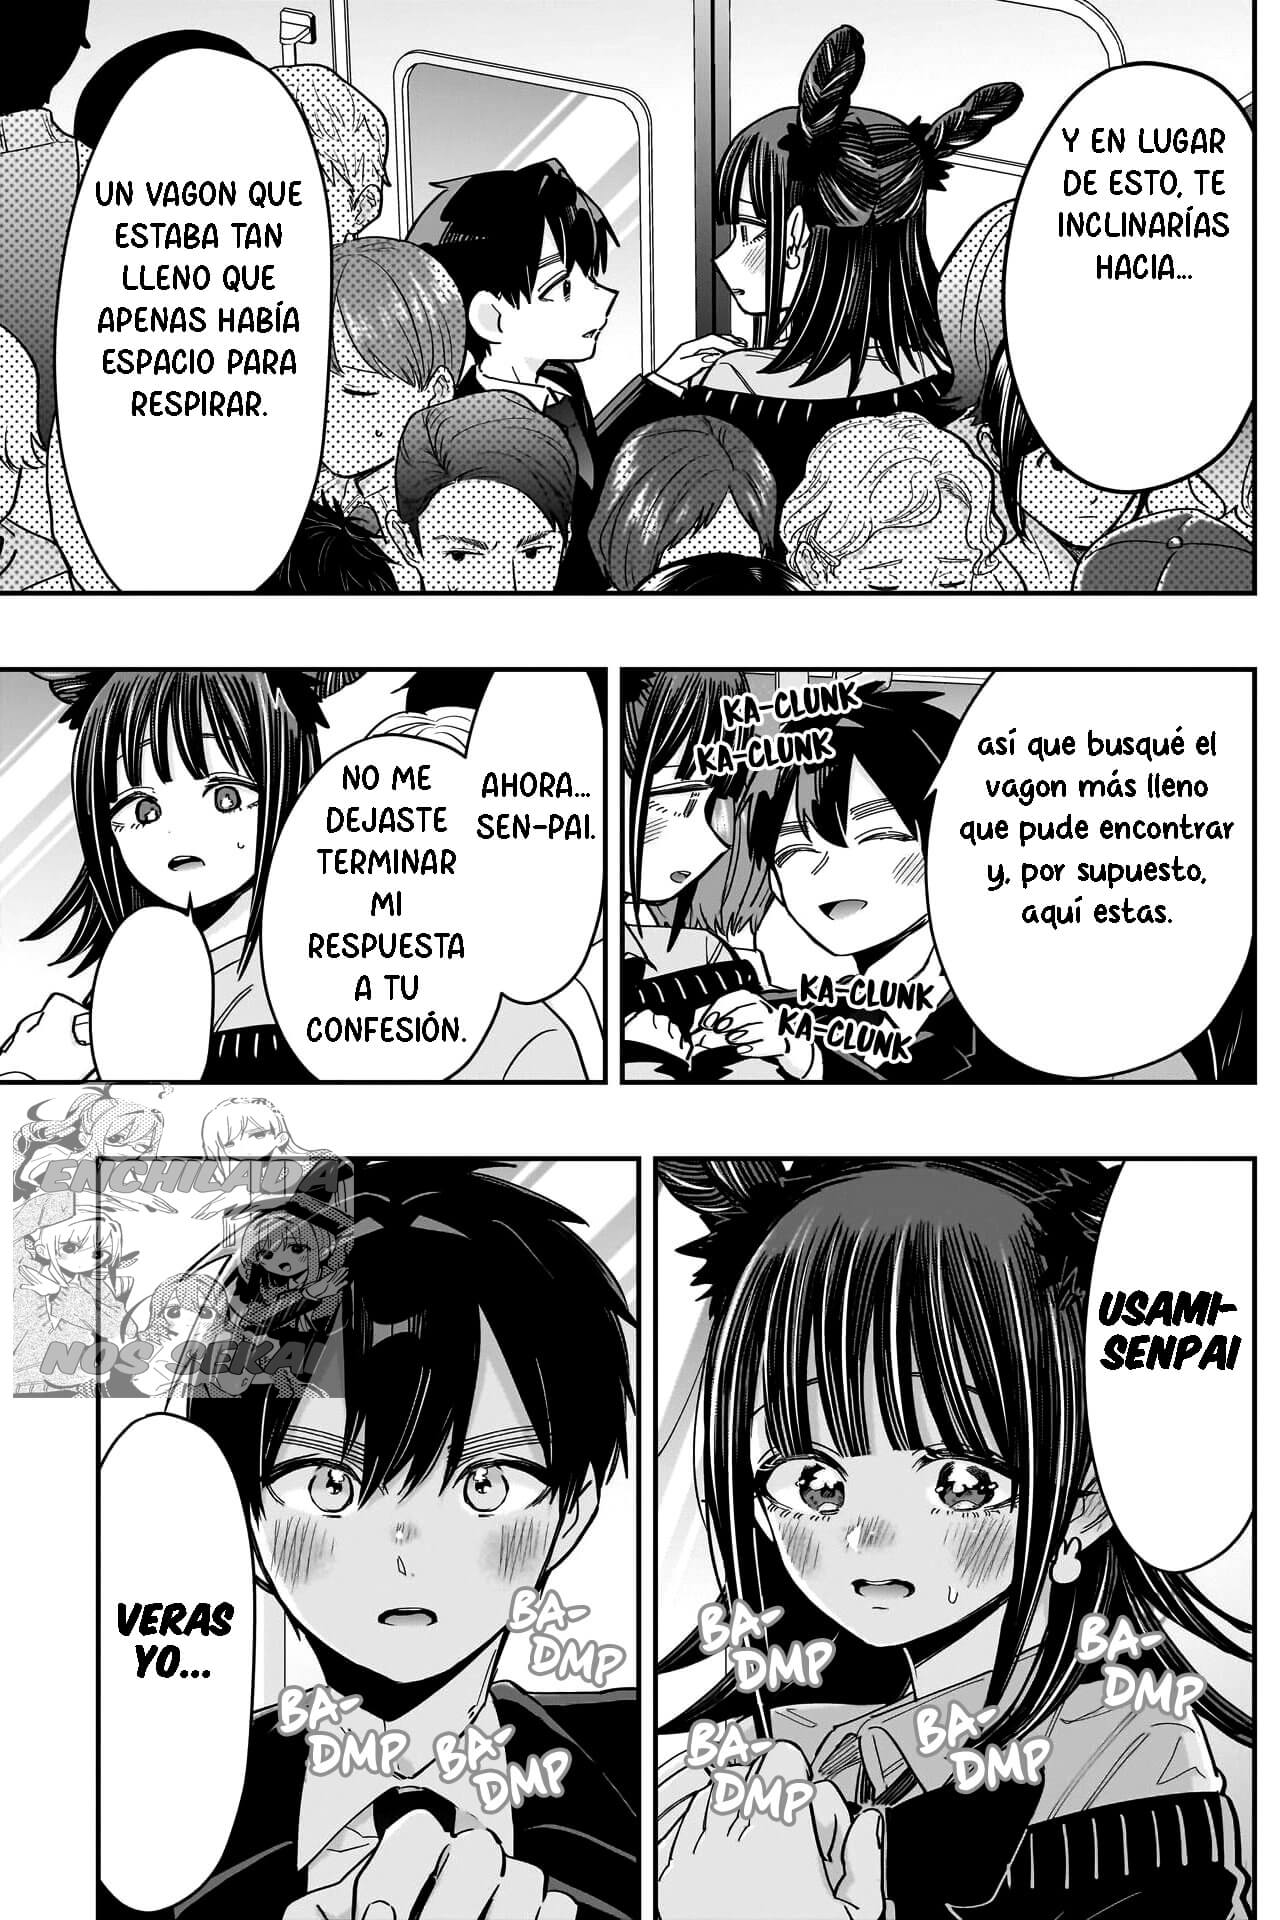 Y EN LUGAR
DE ESTO, TE
INCLINARÍAS
HACIA...
UN VAGON QUE
ESTABA TAN
LLENO QUE
APENAS HABÍA
ESPACIO PARA
RESPIRAR.
así que busqué el
vagon más lleno
que pude encontrar
y, por supuesto,
aquí estas.
KA-CLUNK
KA-CLUNK
KA-CLUNK
KA-CLUNK
AHORA...
SEN-PAI.
NO ME
DEJASTE
TERMINAR
MI
RESPUESTA
A TU
CONFESIÓN.
USAMI-
SENPAI
BA-
DMP
BA-
DMP
BA-
DMP
BA-
DMP
VERAS
YO...
BA-
DMP
BA-
DMP
BA-
DMP
ENCHILADA
NOS SEKAI